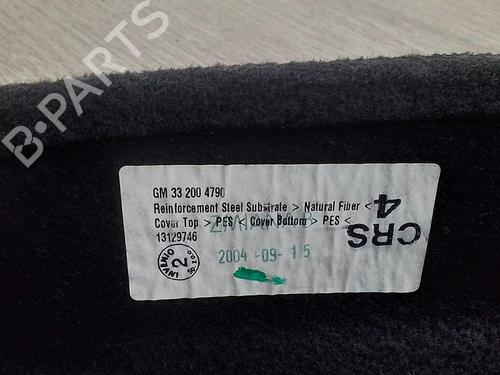 B-PARTS
GM 33 200 4790
Reinforcement Steel Substrate > Natural Fiber <
Cover Top > PES < Cover Bottom > PES <
13129746
2004 -09- 15
2
CRS
4